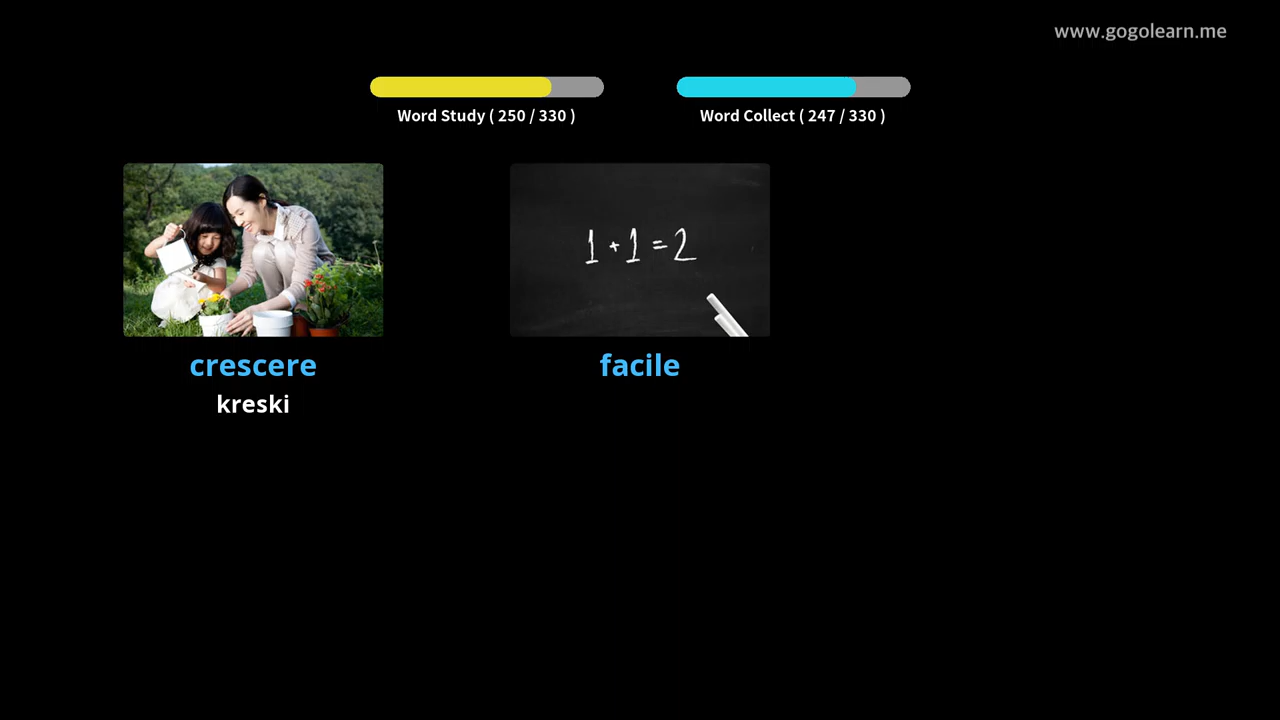 www.gogolearn.me
Word Study ( 250 / 330 )
Word Collect ( 247 / 330 )
1 + 1 = 2
crescere
facile
kreski